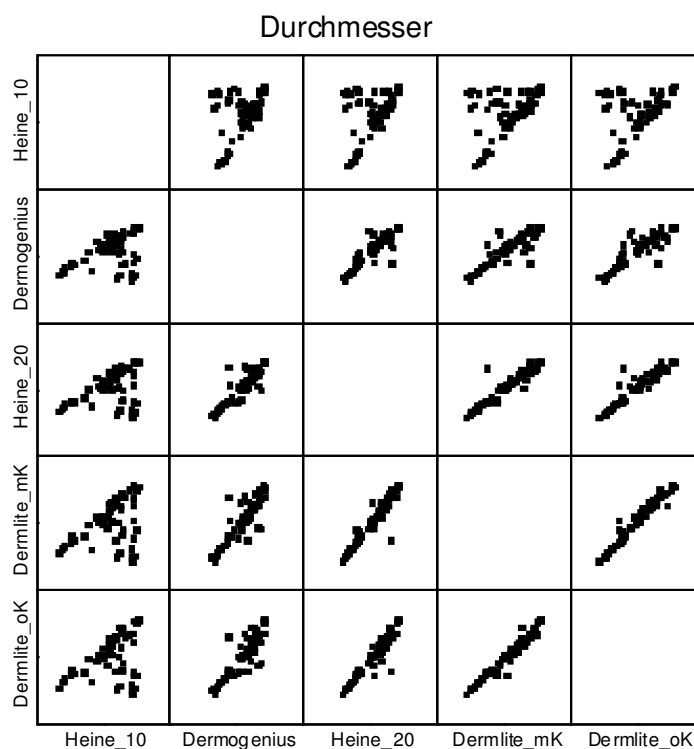 Durchmesser
Heine_10
Dermogenius
Heine_20
Dermlite_mK
Dermlite_oK
Heine_10 Dermogenius Heine_20 Dermlite_mK Dermlite_oK